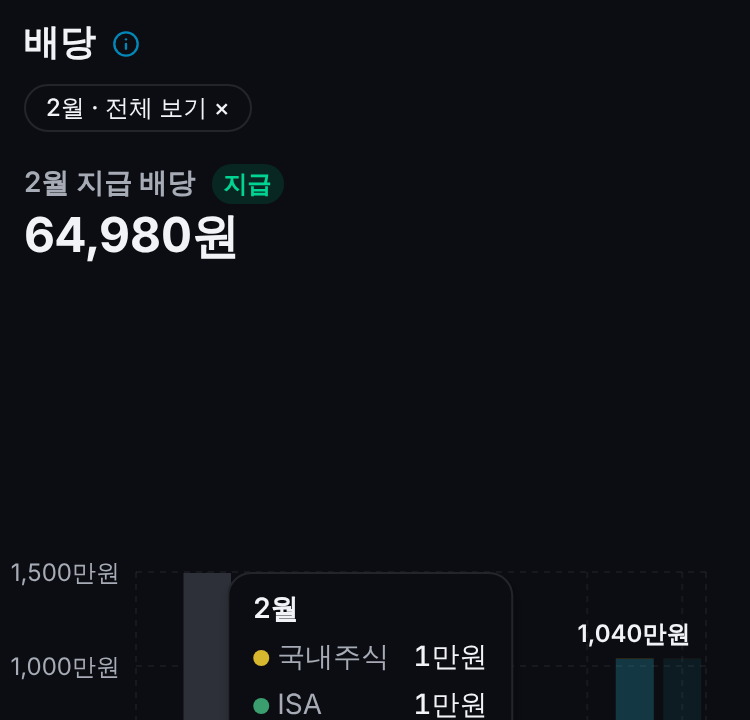 배당
2월 · 전체 보기 ×
2월 지급 배당 지급
64,980원
1,500만원
2월
1,040만원
국내주식 1만원
1,000만원
ISA 1만원